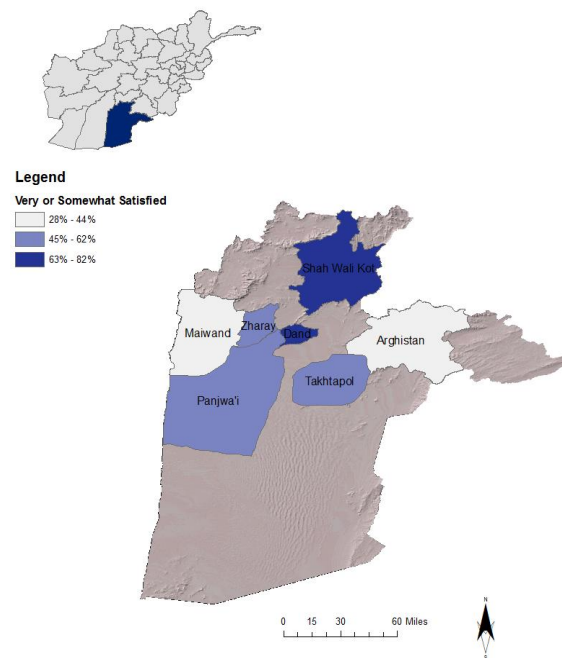 Legend
Very or Somewhat Satisfied
28% - 44%
45% - 62%
63% - 82%
Shah Wali Kot
Maiwand
Zharay
Dand
Arghistan
Takhtapol
Panjwa'i
0 15 30 60 Miles
N
S